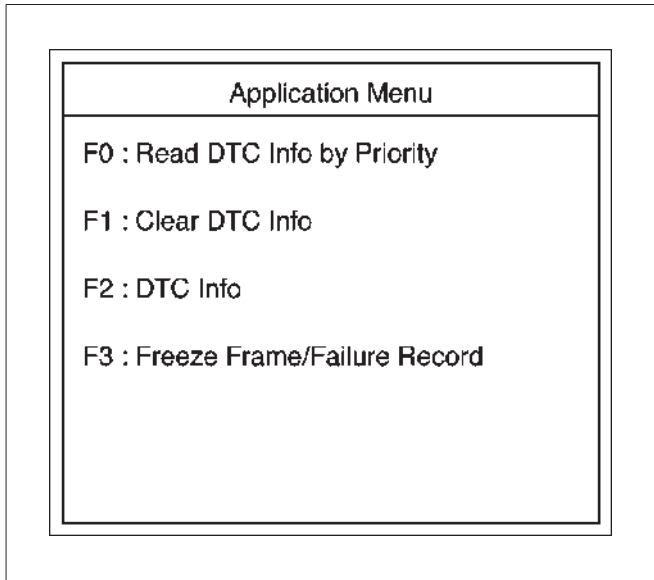 Application Menu
F0 : Read DTC Info by Priority
F1 : Clear DTC Info
F2 : DTC Info
F3 : Freeze Frame/Failure Record